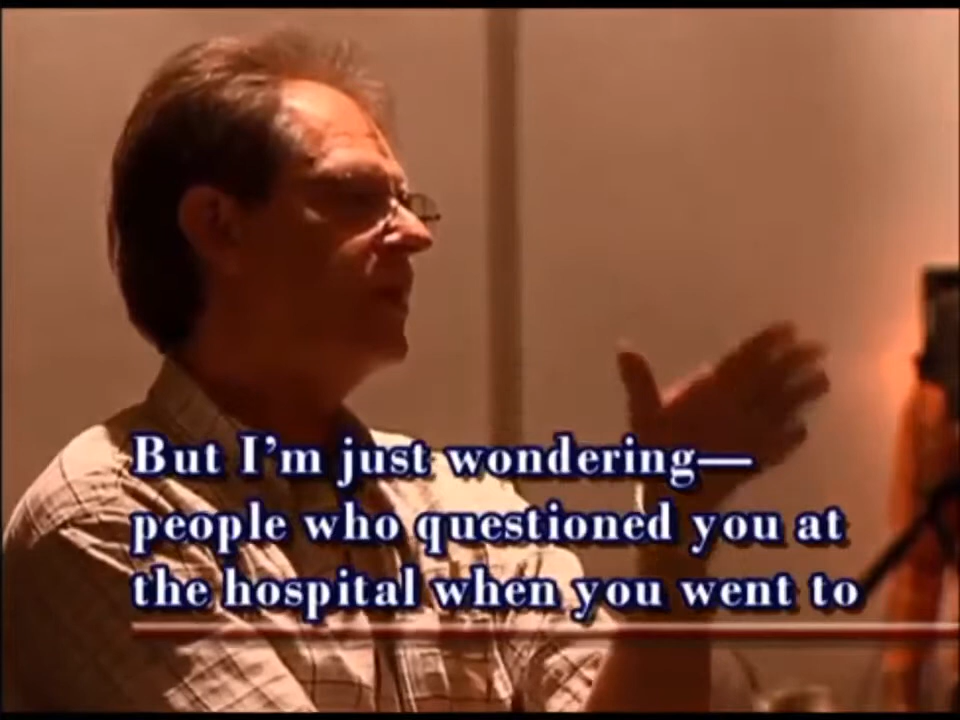 But I'm just wondering—
people who questioned you at
the hospital when you went to